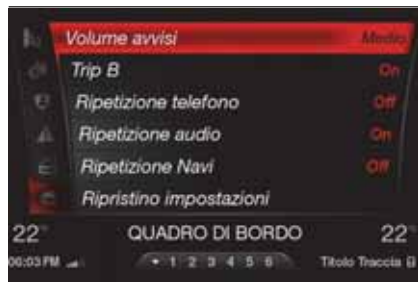 Volume avvisi Medio
Trip B On
Ripetizione telefono Off
Ripetizione audio On
Ripetizione Navi Off
Ripristino impostazioni
22° QUADRO DI BORDO 22°
06:03 PM • 1 2 3 4 5 6 Titolo Traccia